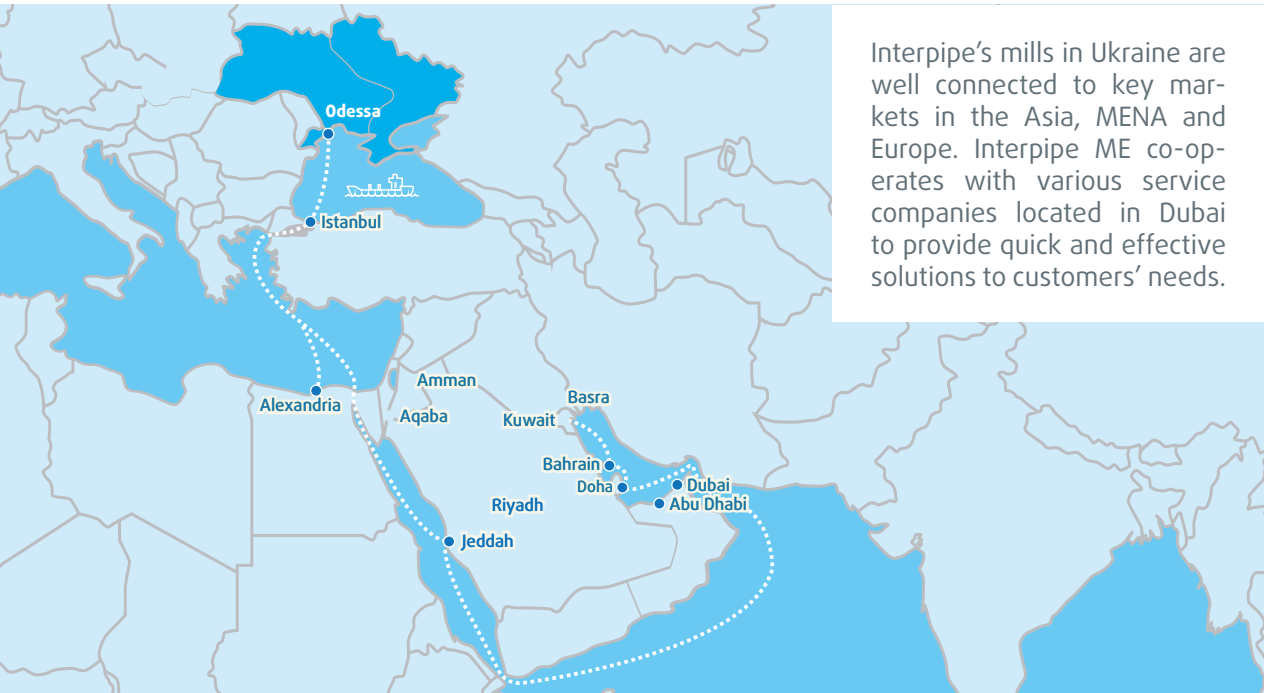 Interpipe’s mills in Ukraine are
well connected to key mar-
kets in the Asia, MENA and
Europe. Interpipe ME co-op-
erates with various service
companies located in Dubai
to provide quick and effective
solutions to customers’ needs.
Odessa
Istanbul
Amman
Alexandria
Aqaba
Basra
Kuwait
Bahrain
Doha
Dubai
Abu Dhabi
Riyadh
Jeddah